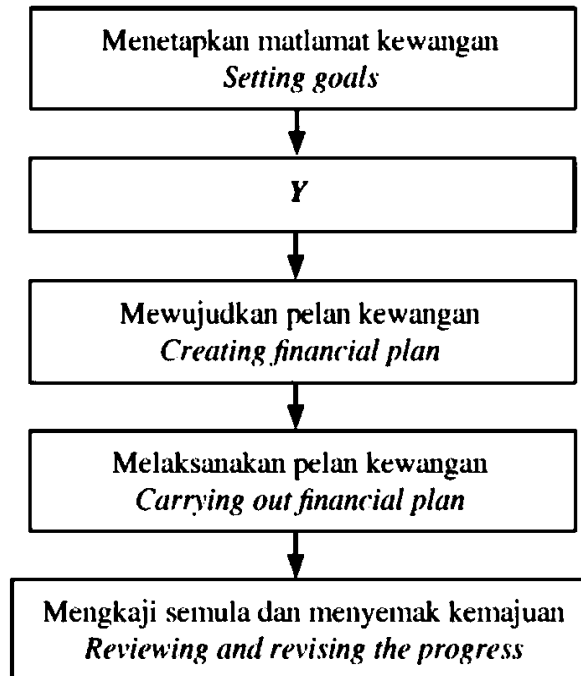 Menetapkan matlamat kewangan
Setting goals
Y
Mewujudkan pelan kewangan
Creating financial plan
Melaksanakan pelan kewangan
Carrying out financial plan
Mengkaji semula dan menyemak kemajuan
Reviewing and revising the progress